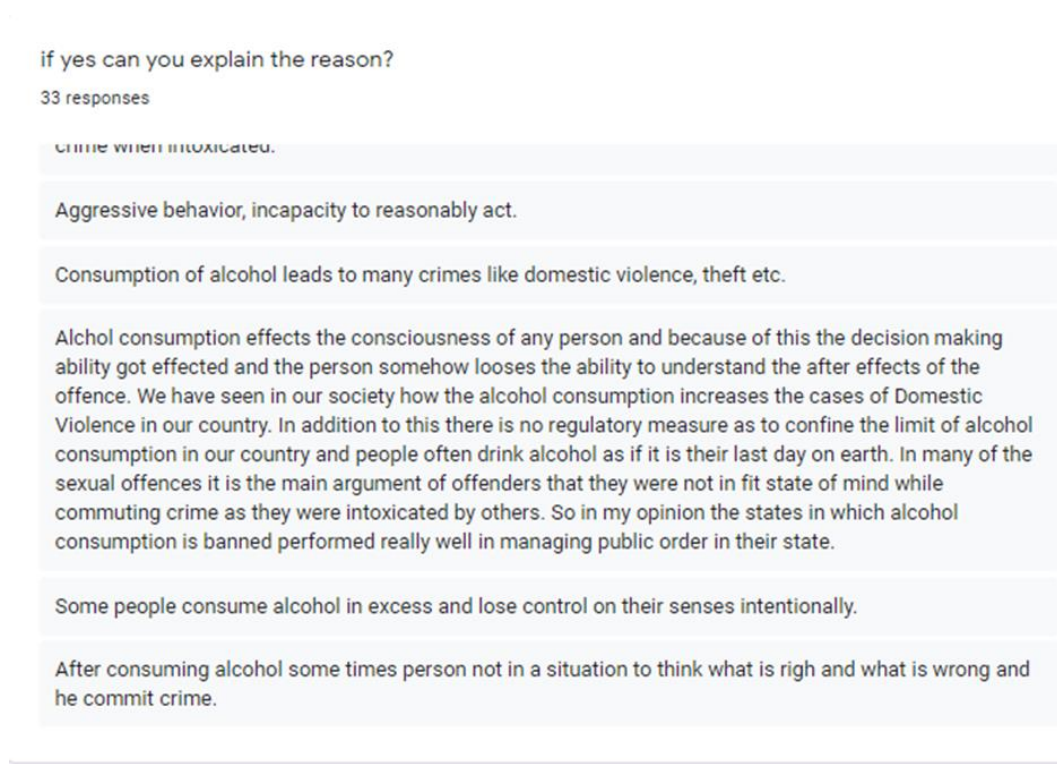 if yes can you explain the reason?
33 responses
crime when intoxicated.
Aggressive behavior, incapacity to reasonably act.
Consumption of alcohol leads to many crimes like domestic violence, theft etc.
Alchol consumption effects the consciousness of any person and because of this the decision making
ability got effected and the person somehow looses the ability to understand the after effects of the
offence. We have seen in our society how the alcohol consumption increases the cases of Domestic
Violence in our country. In addition to this there is no regulatory measure as to confine the limit of alcohol
consumption in our country and people often drink alcohol as if it is their last day on earth. In many of the
sexual offences it is the main argument of offenders that they were not in fit state of mind while
commuting crime as they were intoxicated by others. So in my opinion the states in which alcohol
consumption is banned performed really well in managing public order in their state.
Some people consume alcohol in excess and lose control on their senses intentionally.
After consuming alcohol some times person not in a situation to think what is righ and what is wrong and
he commit crime.